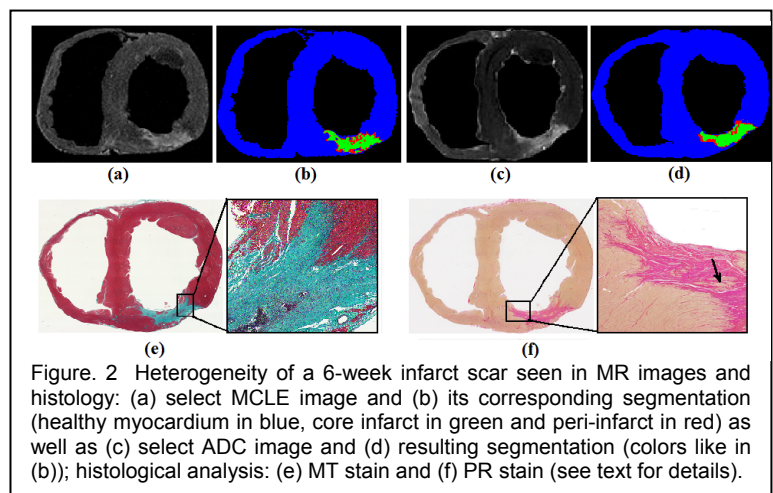 (a) (b) (c) (d)
(e) (f)
Figure. 2 Heterogeneity of a 6-week infarct scar seen in MR images and
histology: (a) select MCLE image and (b) its corresponding segmentation
(healthy myocardium in blue, core infarct in green and peri-infarct in red) as
well as (c) select ADC image and (d) resulting segmentation (colors like in
(b)); histological analysis: (e) MT stain and (f) PR stain (see text for details).